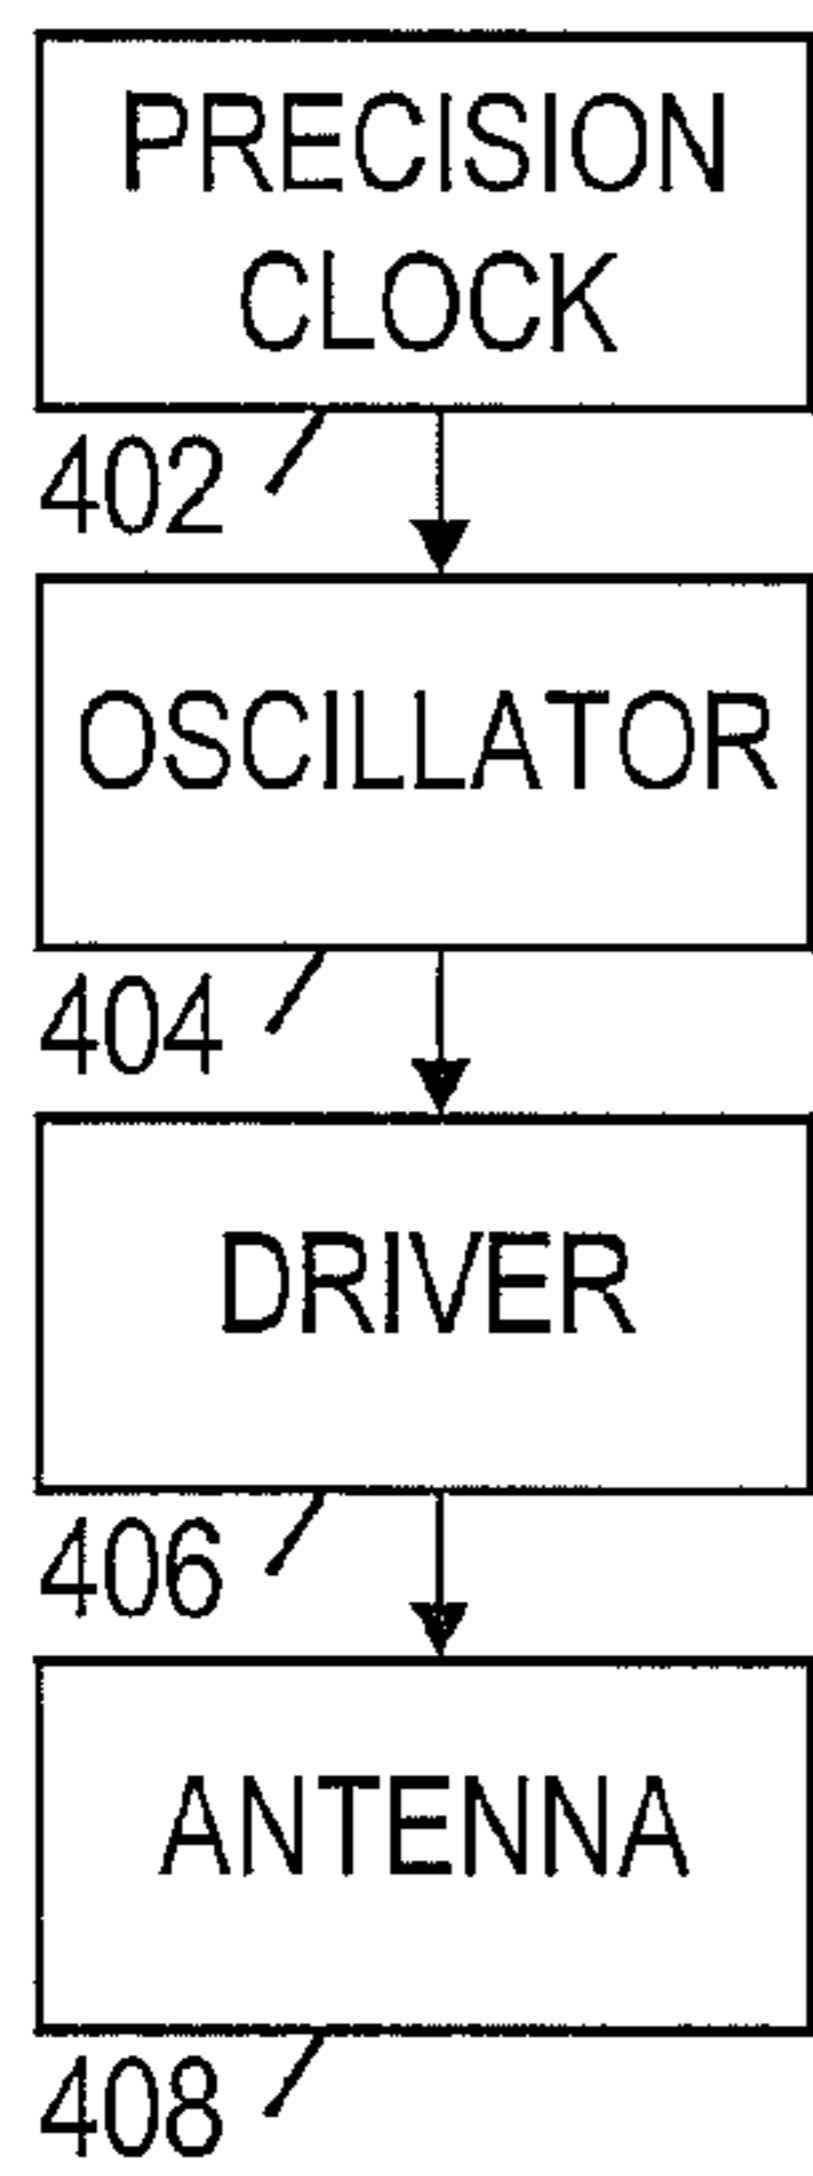 PRECISION
CLOCK
402
OSCILLATOR
404
DRIVER
406
ANTENNA
408